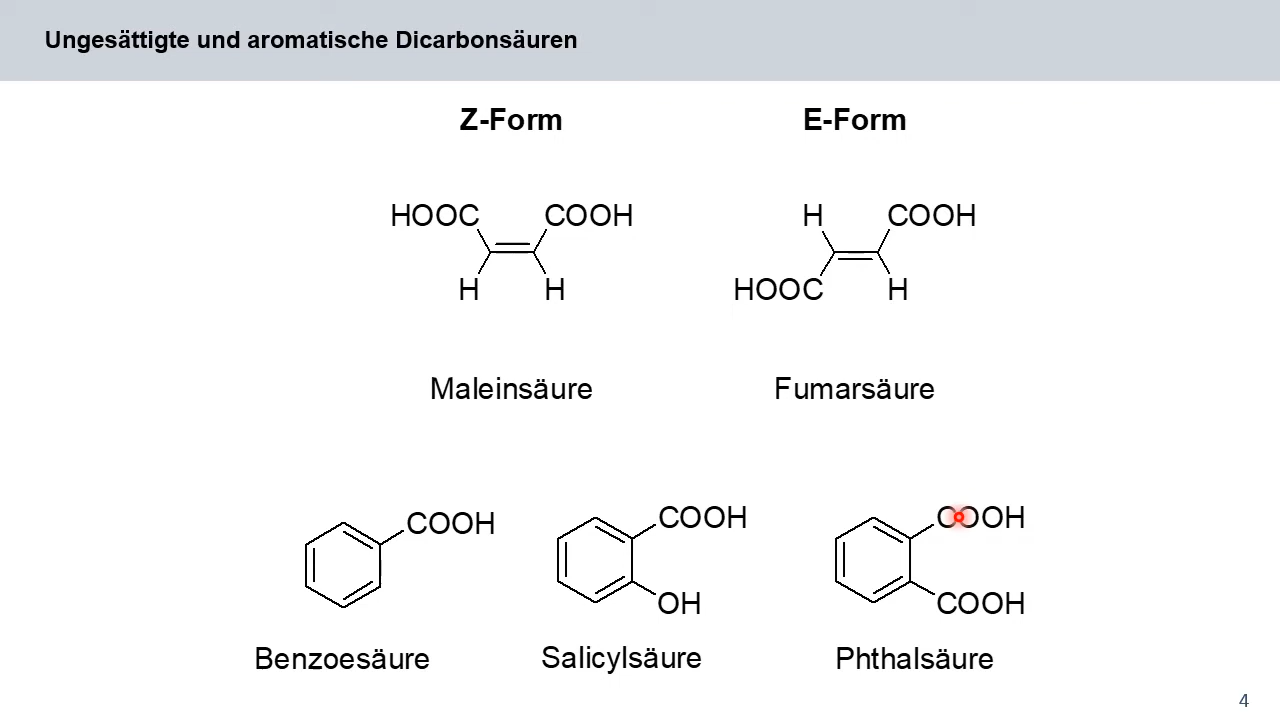 Ungesättigte und aromatische Dicarbonsäuren
Z-Form E-Form
HOOC COOH H COOH
H H HOOC H
Maleinsäure Fumarsäure
COOH COOH COOH
OH COOH
Benzoesäure Salicylsäure Phthalsäure
4